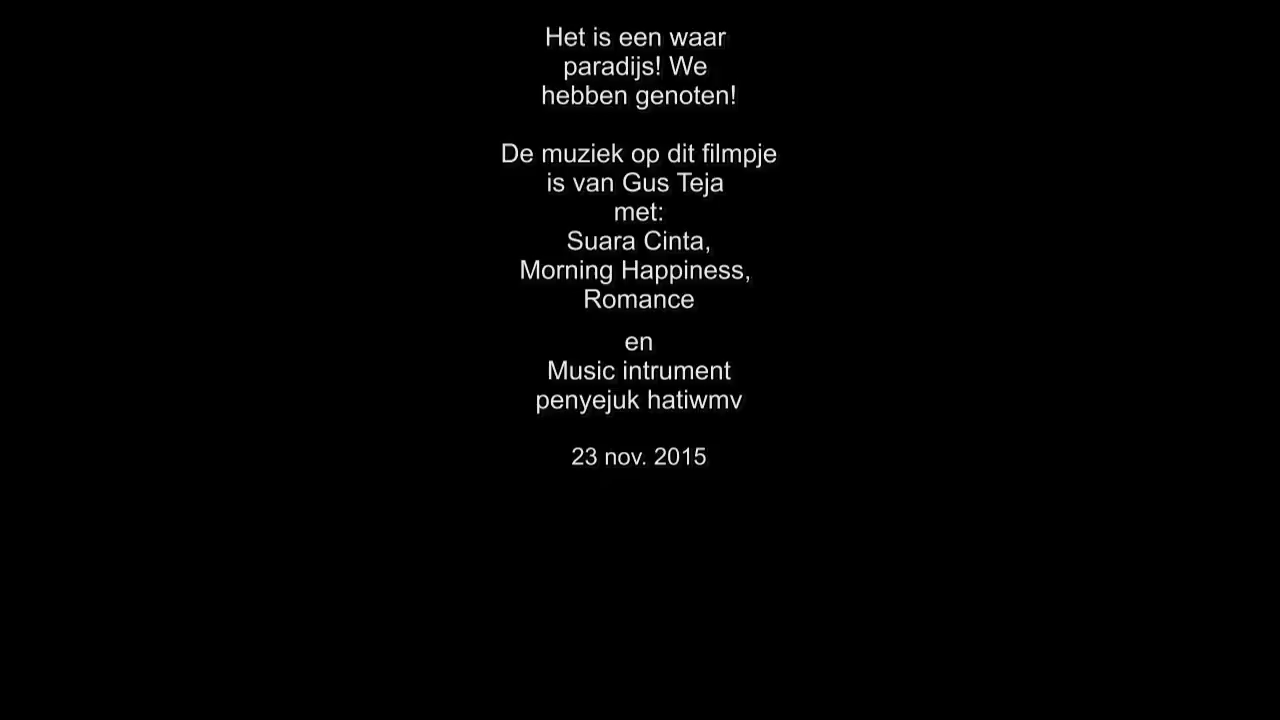 Het is een waar
paradijs! We
hebben genoten!
De muziek op dit filmpje
is van Gus Teja
met:
Suara Cinta,
Morning Happiness,
Romance
en
Music intrument
penyejuk hatiwmv
23 nov. 2015